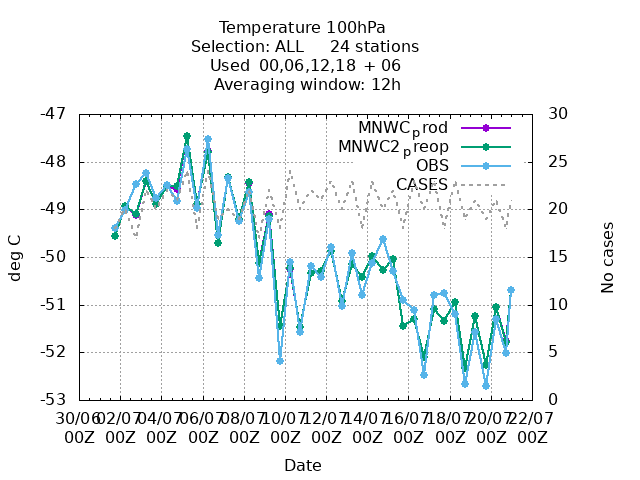 Temperature 100hPa
Selection: ALL 24 stations
Used 00,06,12,18 + 06
Averaging window: 12h
-47 30
MNWCprod
MNWC2preop
-48 OBS 25
CASES
-49 20
-50 15
deg C
No cases
-51 10
-52 5
-53 0
30/06 02/07 04/07 06/07 08/07 10/07 12/07 14/07 16/07 18/07 20/07 22/07
00Z 00Z 00Z 00Z 00Z 00Z 00Z 00Z 00Z 00Z 00Z 00Z
Date